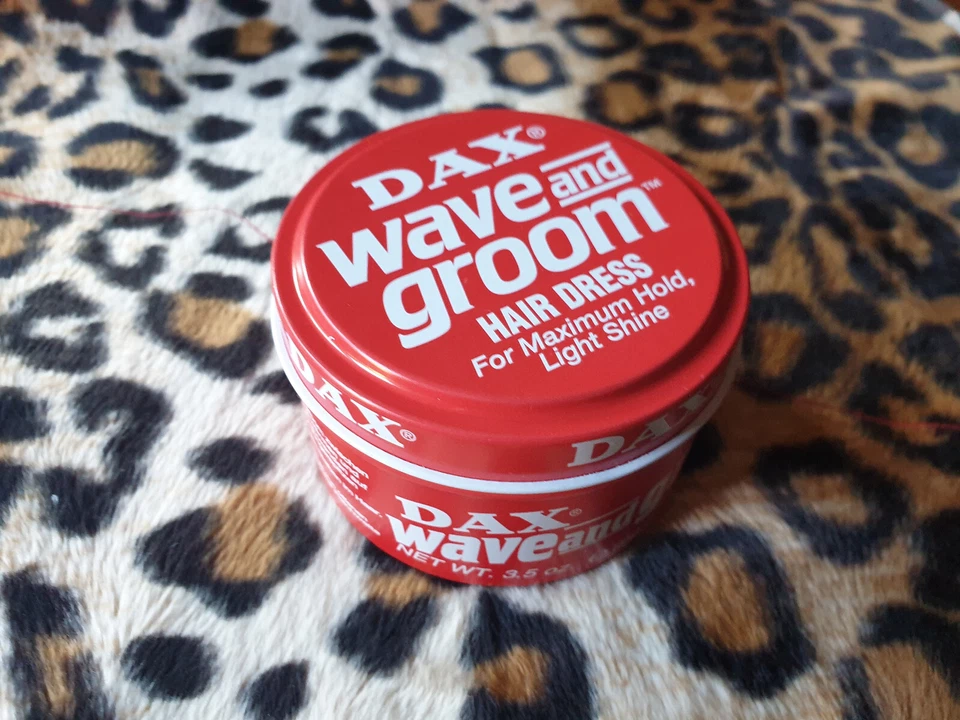 DAX®
wave and
groom™
HAIR DRESS
For Maximum Hold,
Light Shine
DAX®
DAX
DAX®
wave and g
NET WT. 3.5 oz.